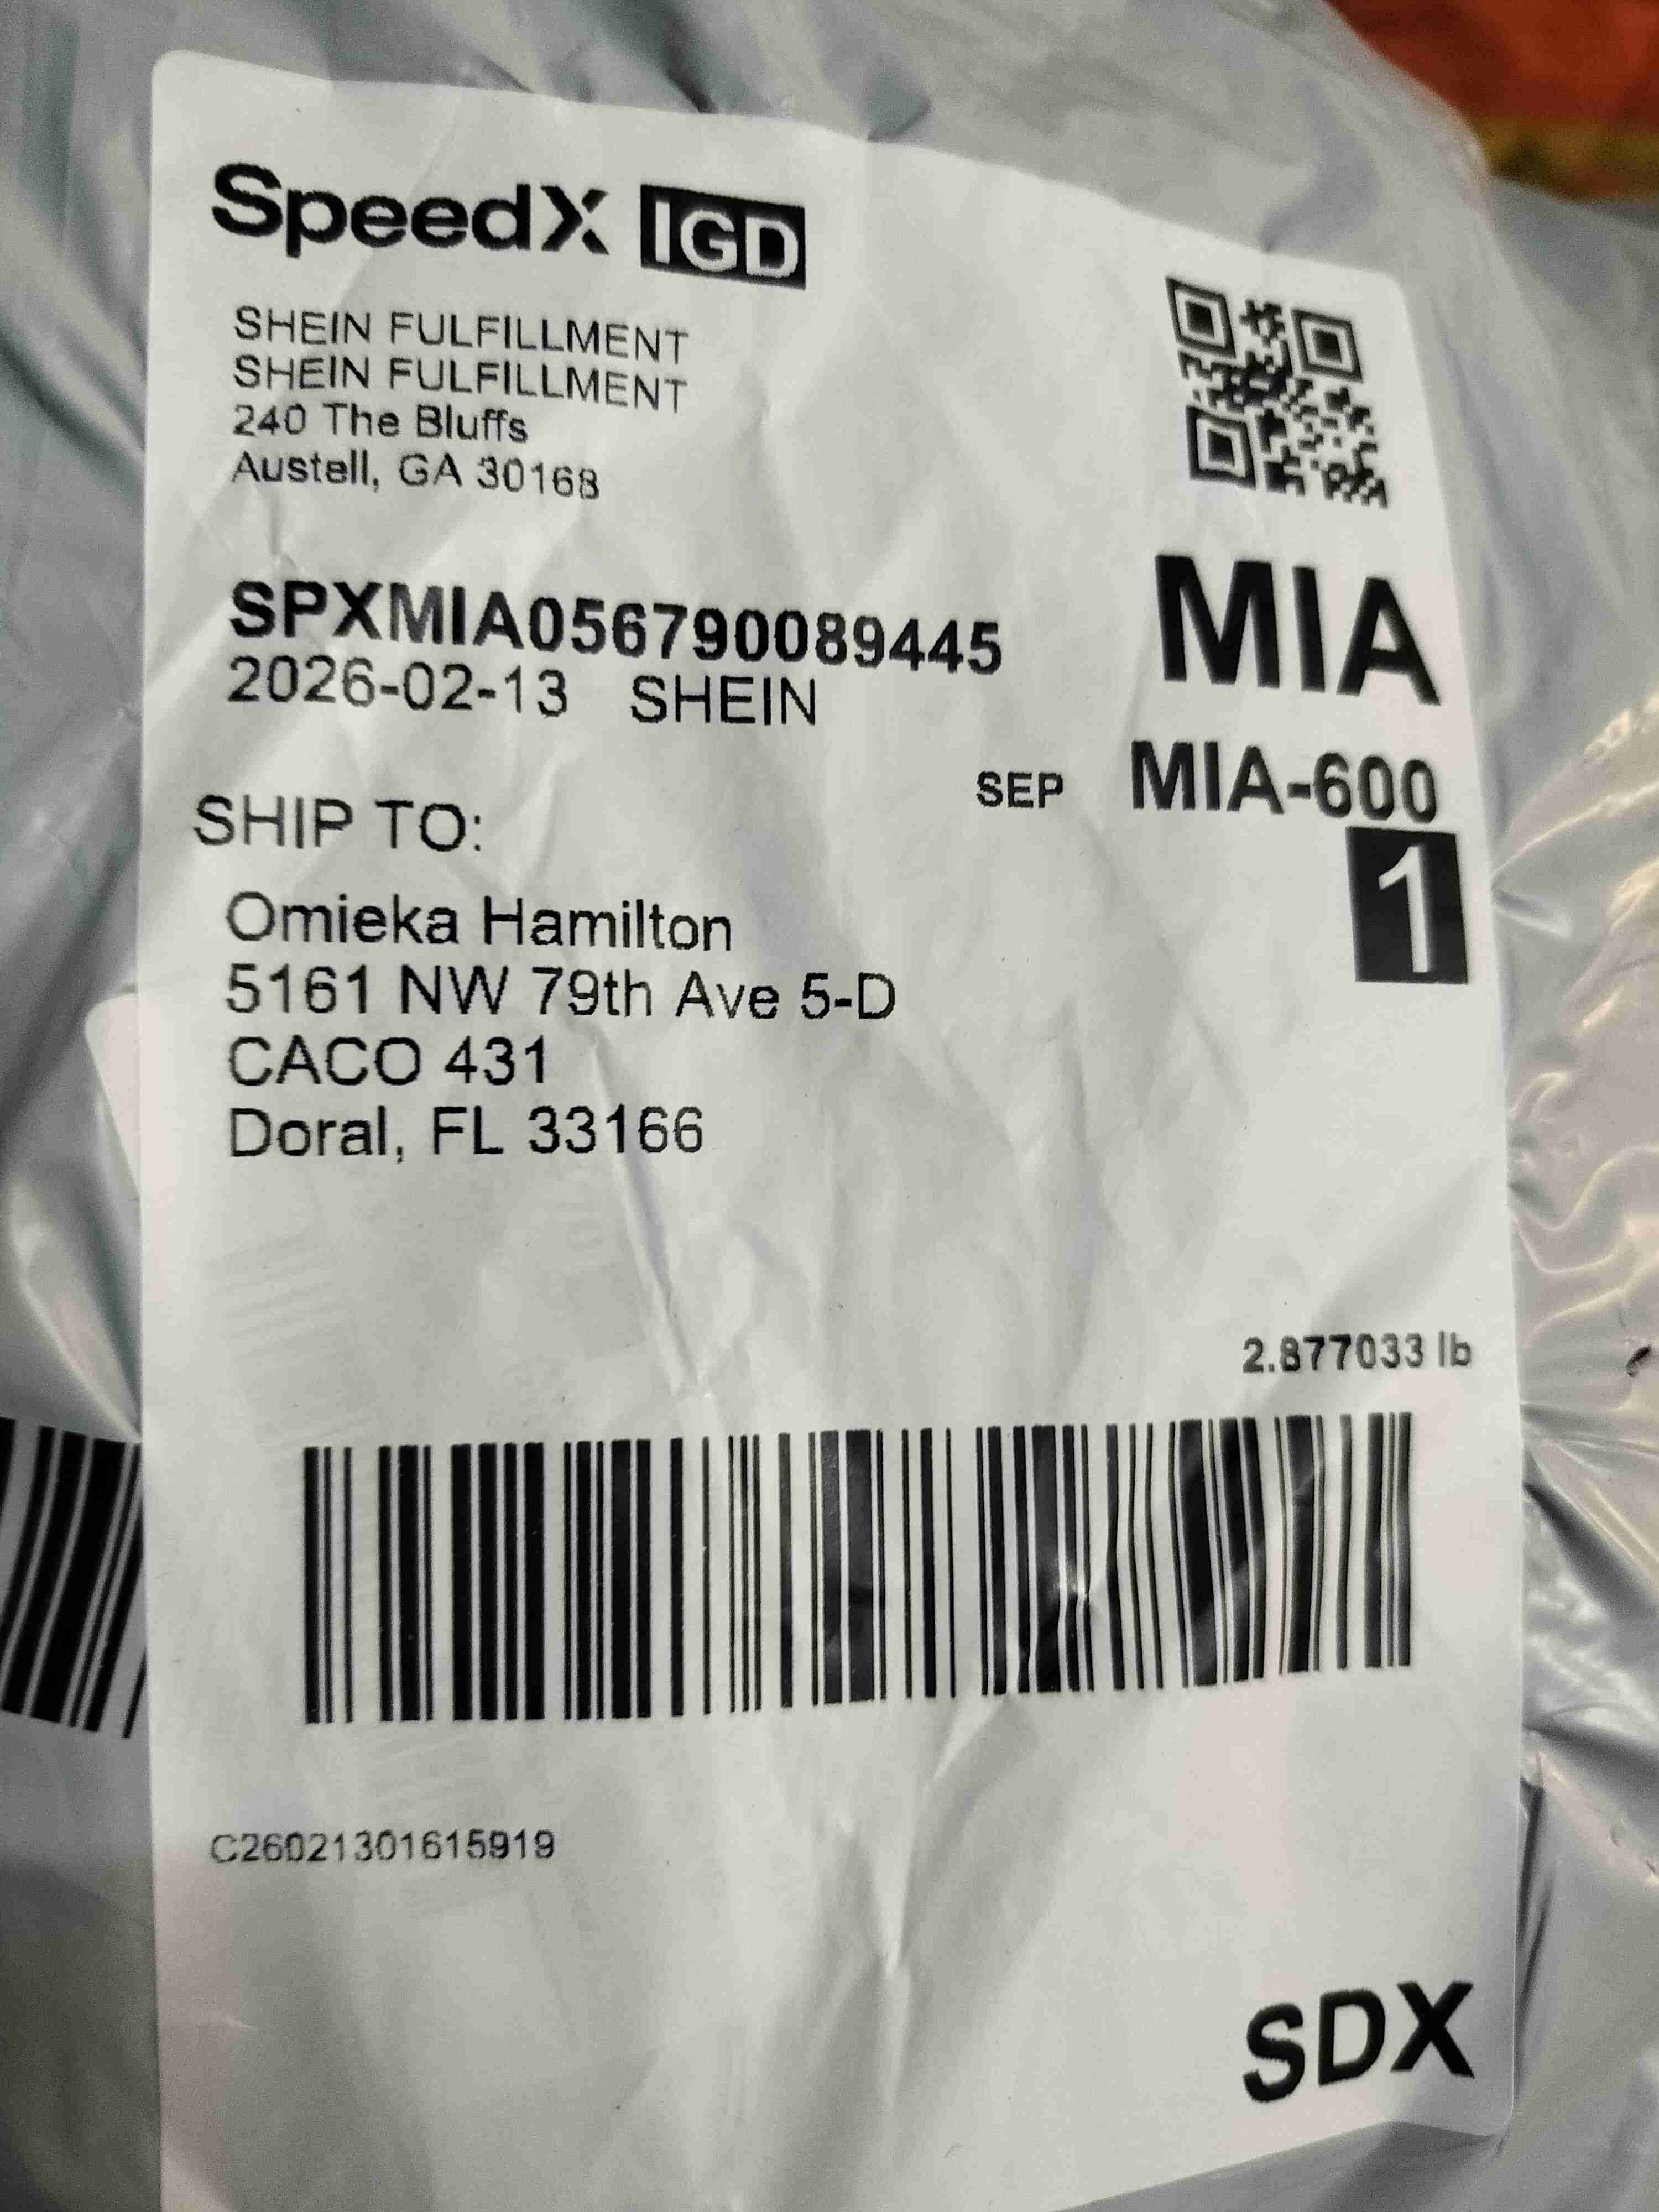 SpeedX IGD
SHEIN FULFILLMENT
SHEIN FULFILLMENT
240 The Bluffs
Austell, GA 30168
SPXMIA056790089445
2026-02-13 SHEIN
MIA
SEP MIA-600
1
SHIP TO:
Omieka Hamilton
5161 NW 79th Ave 5-D
CACO 431
Doral, FL 33166
2.877033 lb
C26021301615919
SDX